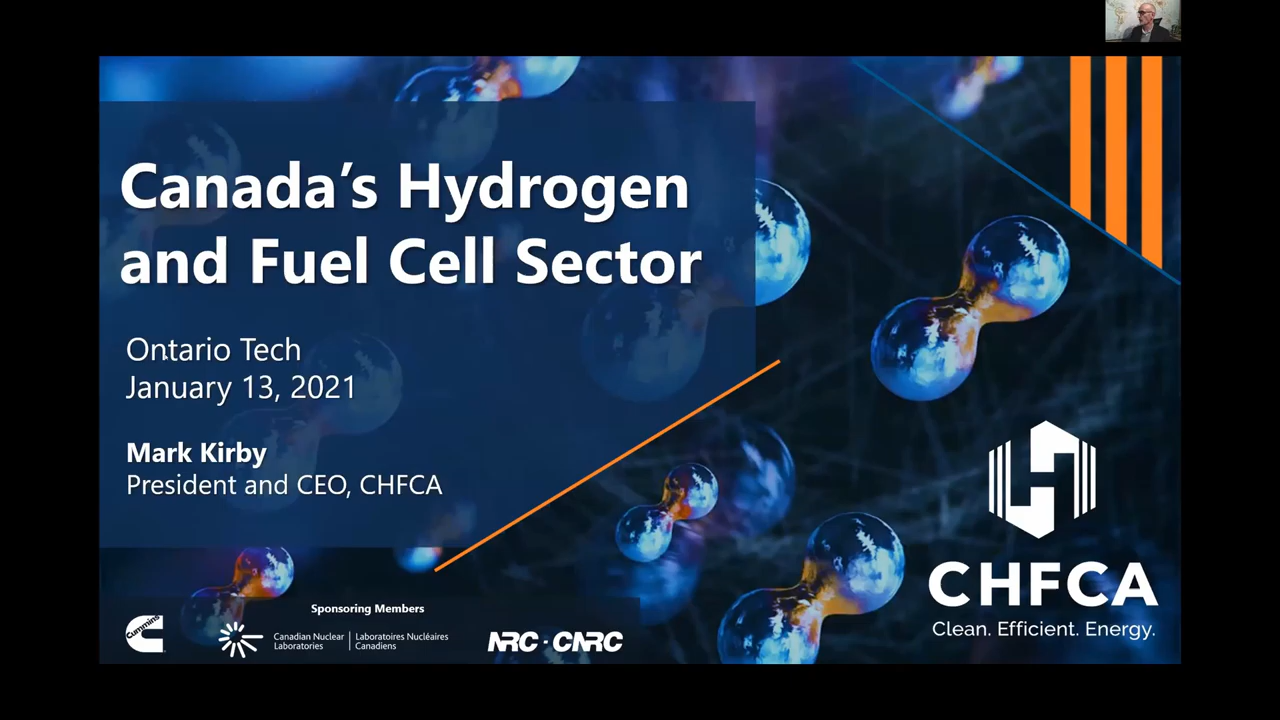 Canada's Hydrogen
and Fuel Cell Sector
Ontario Tech
January 13, 2021
Mark Kirby
President and CEO, CHFCA
CHFCA
Clean. Efficient. Energy.
Sponsoring Members
Cummins
Canadian Nuclear
Laboratories
Laboratoires Nucléaires
Canadiens
NRC · CNRC